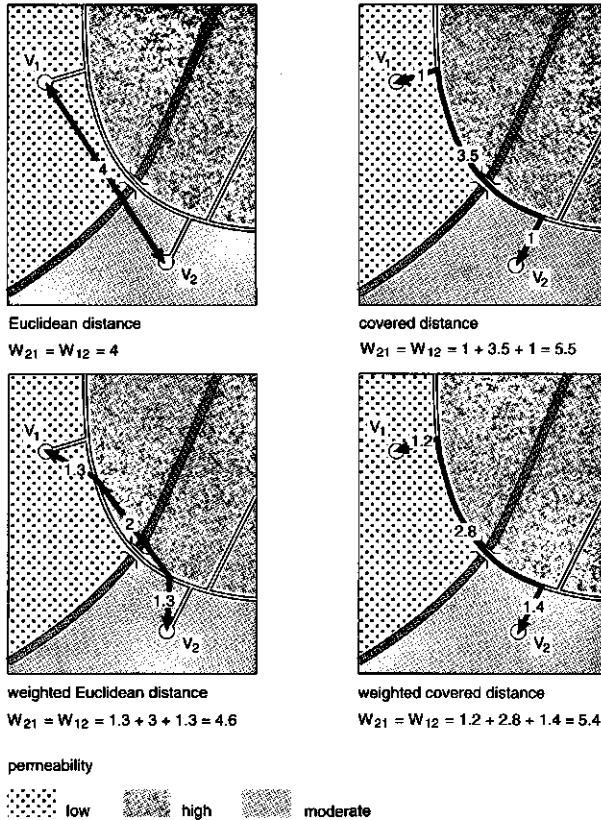 V1
4
V2
Euclidean distance
W21 = W12 = 4
V1
1
3.5
1
V2
covered distance
W21 = W12 = 1 + 3.5 + 1 = 5.5
V1
1.3
2
1.3
V2
weighted Euclidean distance
W21 = W12 = 1.3 + 3 + 1.3 = 4.6
V1
1.2
2.8
1.4
V2
weighted covered distance
W21 = W12 = 1.2 + 2.8 + 1.4 = 5.4
permeability
low high moderate